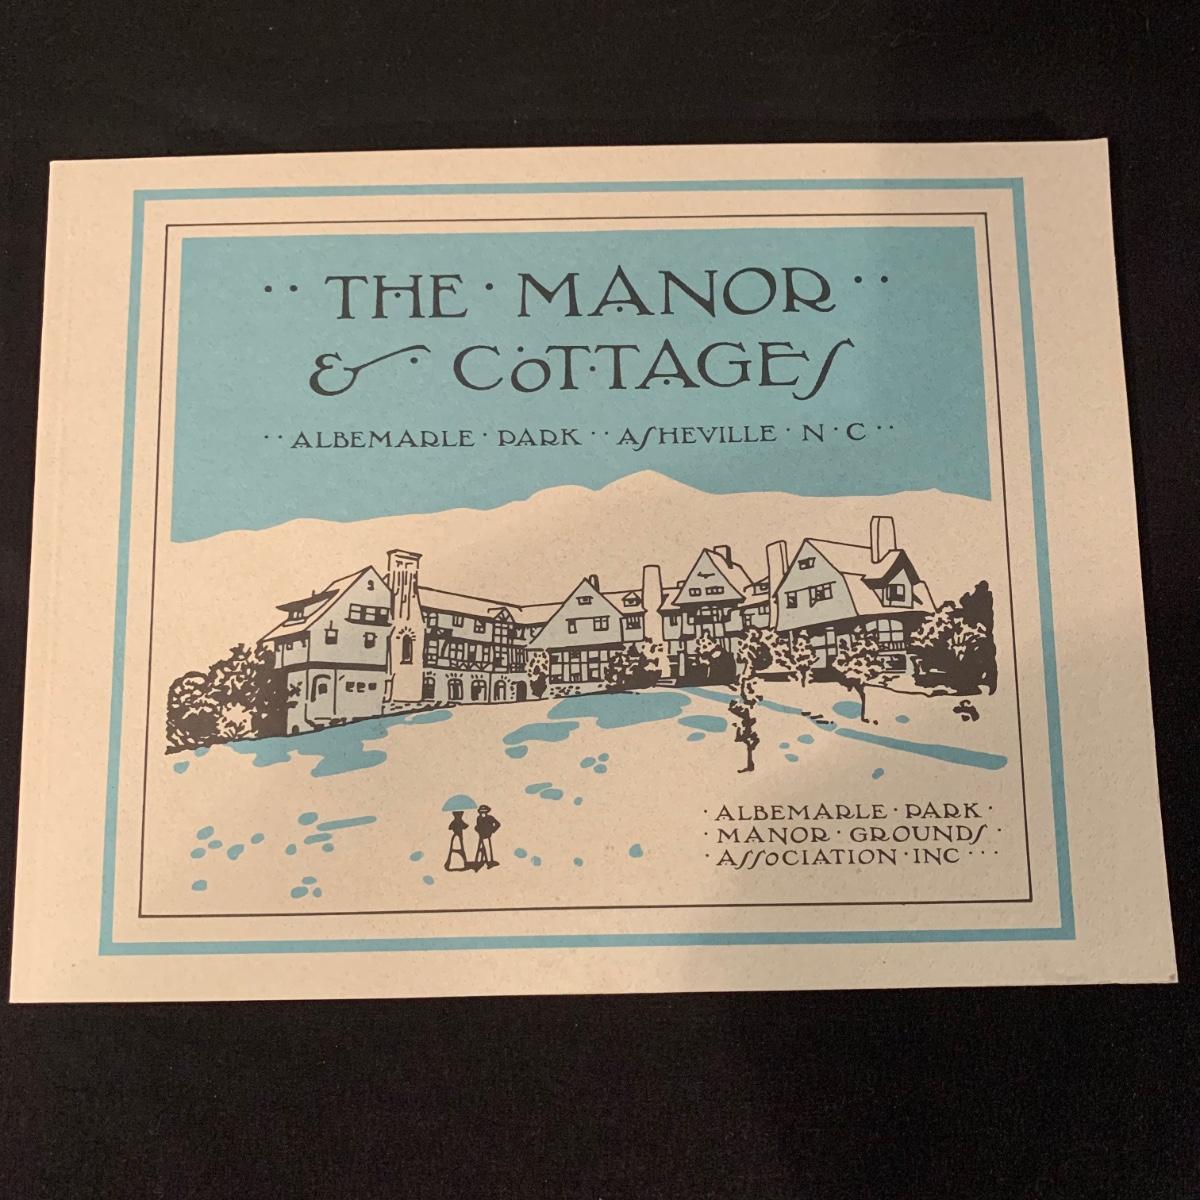 ·· THE · MANOR ··
& · COTTAGES
·· ALBEMARLE · PARK ·· ASHEVILLE · N · C ··
· ALBEMARLE · PARK ·
· MANOR · GROUNDS ·
· ASSOCIATION · INC ···